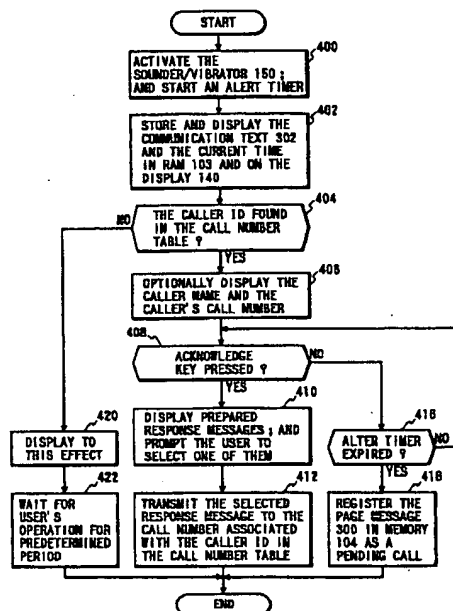 START
400
ACTIVATE THE
SOUNDER/VIBRATOR 150;
AND START AN ALERT TIMER
402
STORE AND DISPLAY THE
COMMUNICATION TEXT 302
AND THE CURRENT TIME
IN RAM 103 AND ON THE
DISPLAY 140
404
NO
THE CALLER ID FOUND
IN THE CALL NUMBER
TABLE ?
YES
406
OPTIONALLY DISPLAY THE
CALLER NAME AND THE
CALLER'S CALL NUMBER
408
ACKNOWLEDGE
KEY PRESSED ?
NO
YES
410
DISPLAY PREPARED
RESPONSE MESSAGES; AND
PROMPT THE USER TO
SELECT ONE OF THEM
416
ALTER TIMER
EXPIRED ?
NO
YES
420
DISPLAY TO
THIS EFFECT
422
WAIT FOR
USER'S
OPERATION FOR
PREDETERMINED
PERIOD
412
TRANSMIT THE SELECTED
RESPONSE MESSAGE TO THE
CALL NUMBER ASSOCIATED
WITH THE CALLER ID IN
THE CALL NUMBER TABLE
418
REGISTER THE
PAGE MESSAGE
300 IN MEMORY
104 AS A
PENDING CALL
END